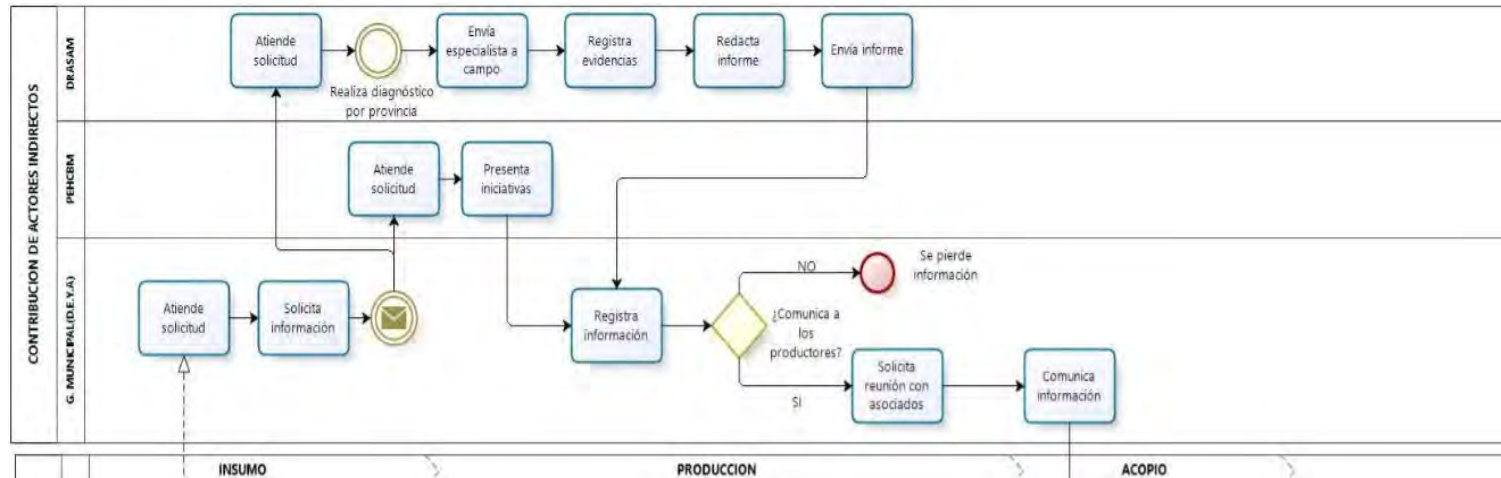 CONTRIBUCION DE ACTORES INDIRECTOS
DRASAM
Atiende
solicitud
Realiza diagnóstico
por provincia
Envía
especialista a
campo
Registra
evidencias
Redacta
informe
Envía informe
PEHCBM
Atiende
solicitud
Presenta
iniciativas
G. MUNICIPAL(D.E.Y.A)
Atiende
solicitud
Solicita
información
Registra
información
¿Comunica a
los
productores?
NO
Se pierde
información
SI
Solicita
reunión con
asociados
Comunica
información
INSUMO
PRODUCCION
ACOPIO